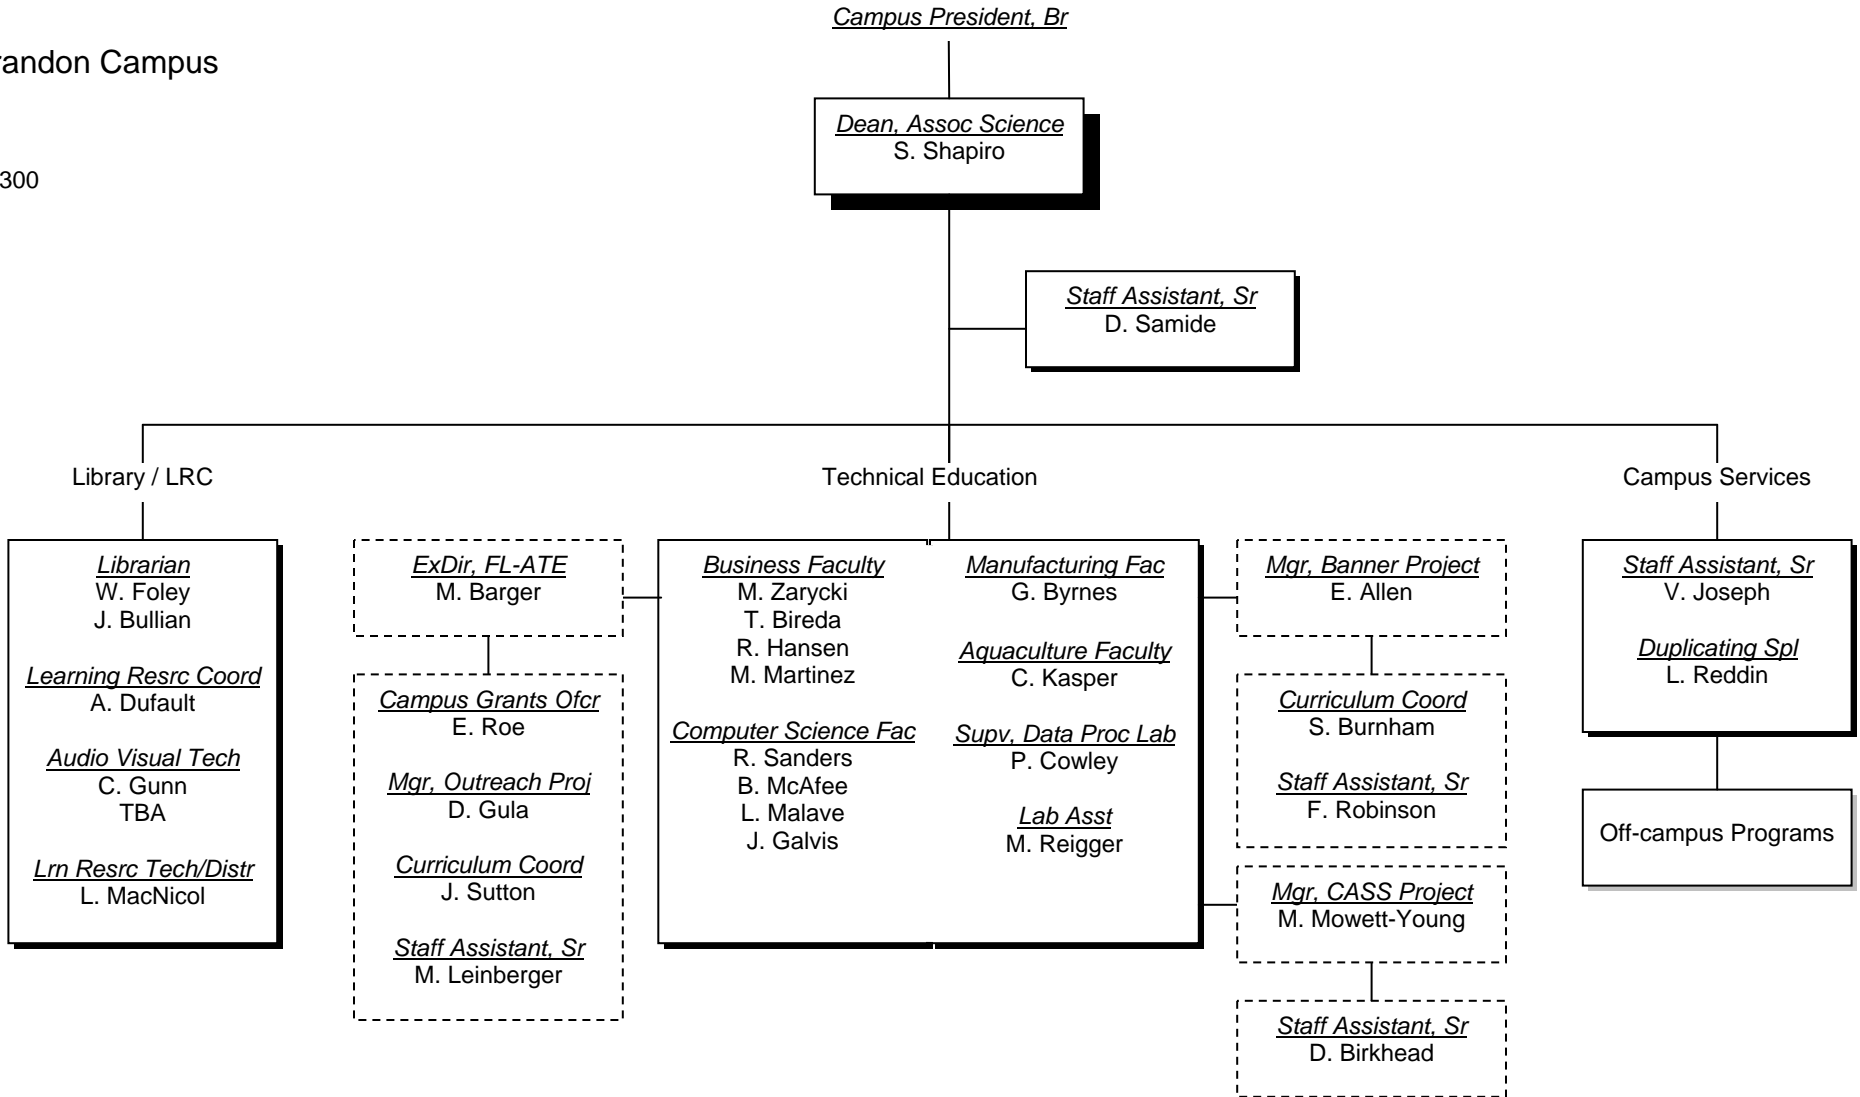 Campus President, Br
randon Campus
Dean, Assoc Science
S. Shapiro
300
Staff Assistant, Sr
D. Samide
Library / LRC
Technical Education
Campus Services
Librarian
W. Foley
J. Bullian
Learning Resrc Coord
A. Dufault
Audio Visual Tech
C. Gunn
TBA
Lrn Resrc Tech/Distr
L. MacNicol
ExDir, FL-ATE
M. Barger
Campus Grants Ofcr
E. Roe
Mgr, Outreach Proj
D. Gula
Curriculum Coord
J. Sutton
Staff Assistant, Sr
M. Leinberger
Business Faculty
M. Zarycki
T. Bireda
R. Hansen
M. Martinez
Computer Science Fac
R. Sanders
B. McAfee
L. Malave
J. Galvis
Manufacturing Fac
G. Byrnes
Aquaculture Faculty
C. Kasper
Supv, Data Proc Lab
P. Cowley
Lab Asst
M. Reigger
Mgr, Banner Project
E. Allen
Curriculum Coord
S. Burnham
Staff Assistant, Sr
F. Robinson
Mgr, CASS Project
M. Mowett-Young
Staff Assistant, Sr
D. Birkhead
Staff Assistant, Sr
V. Joseph
Duplicating Spl
L. Reddin
Off-campus Programs